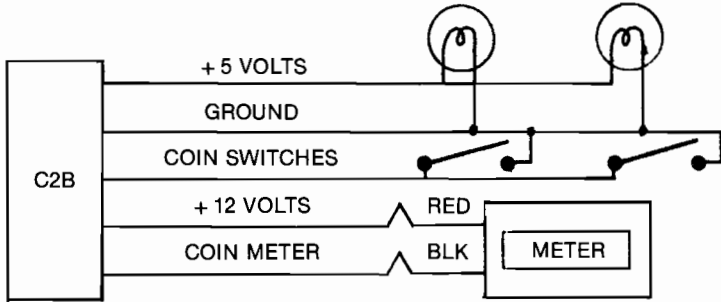 + 5 VOLTS
GROUND
COIN SWITCHES
C2B
+ 12 VOLTS RED
COIN METER BLK METER